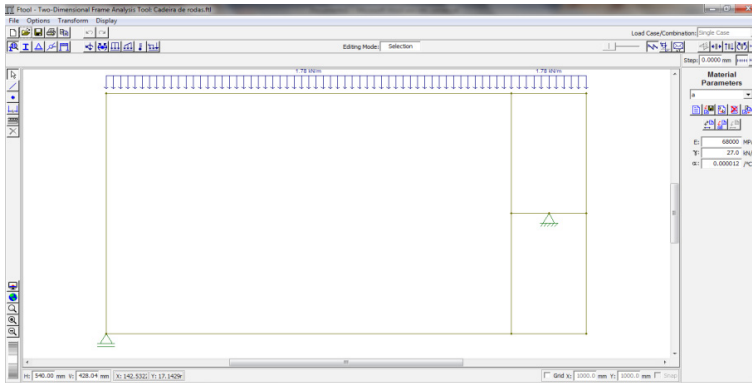 Ftool - Two-Dimensional Frame Analysis Tool: Cadeira de rodas.ftl
File Options Transform Display
Load Case/Combination: Single Case
Editing Mode: Selection
Step: 0.0000 mm
1.78 kN/m 1.78 kN/m
Material
Parameters
a
E: 68000 MPa
γ: 27.0 kN/
α: 0.000012 /°C
H: 540.00 mm V: 428.04 mm X: 142.532 Y: 17.1429
Grid X: 1000.0 mm Y: 1000.0 mm Snap